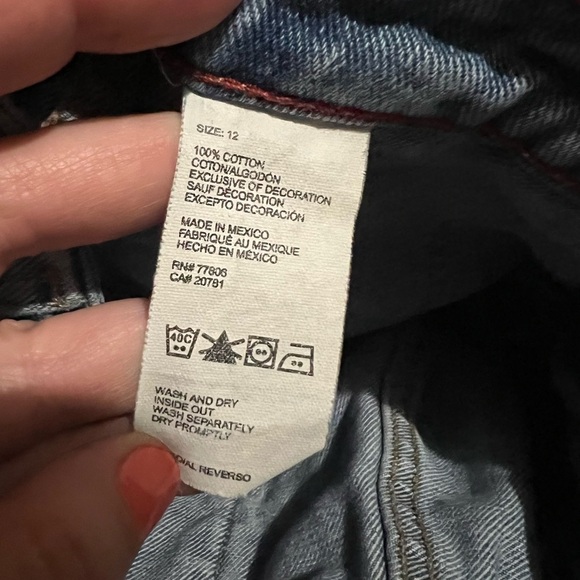 SIZE: 12
100% COTTON
COTON/ALGODÓN
EXCLUSIVE OF DECORATION
SAUF DÉCORATION
EXCEPTO DECORACIÓN
MADE IN MEXICO
FABRIQUÉ AU MEXIQUE
HECHO EN MÉXICO
RN# 77806
CA# 20781
40C
WASH AND DRY
INSIDE OUT
WASH SEPARATELY
DRY PROMPTLY
REVERSO